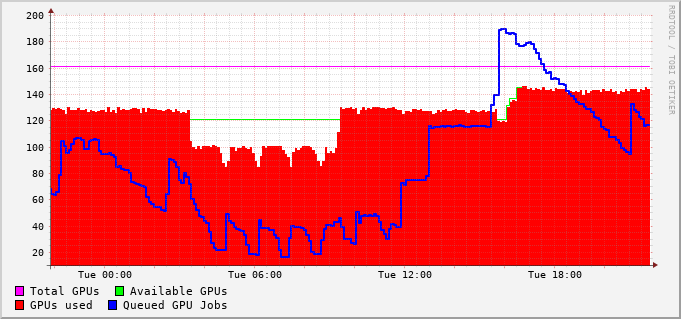 200
180
160
140
120
100
80
60
40
20
Tue 00:00 Tue 06:00 Tue 12:00 Tue 18:00
Total GPUs Available GPUs
GPUs used Queued GPU Jobs
RRDTOOL / TOBI OETIKER